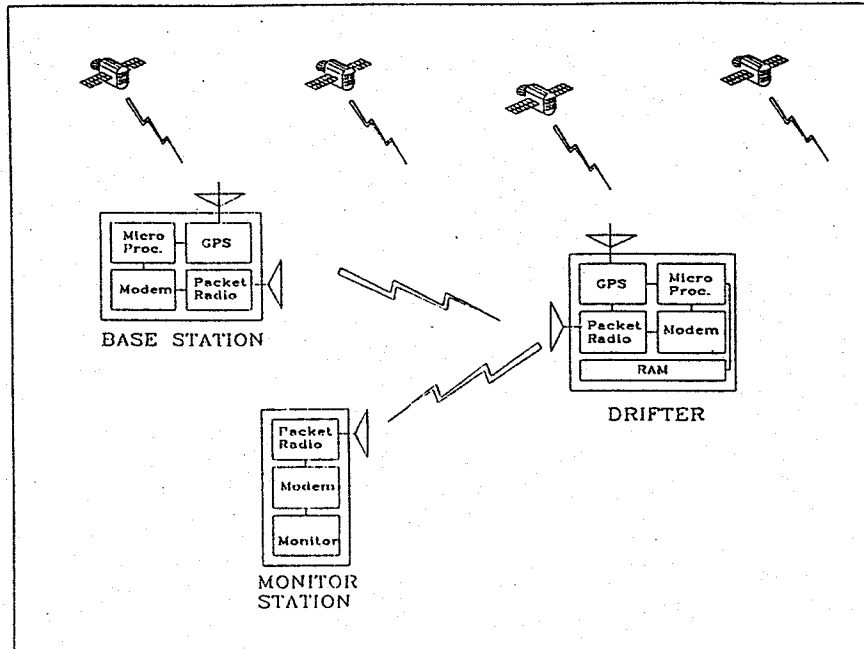 Micro
Proc.
GPS
Modem
Packet
Radio
BASE STATION
GPS
Micro
Proc.
Packet
Radio
Modem
RAM
DRIFTER
Packet
Radio
Modem
Monitor
MONITOR
STATION